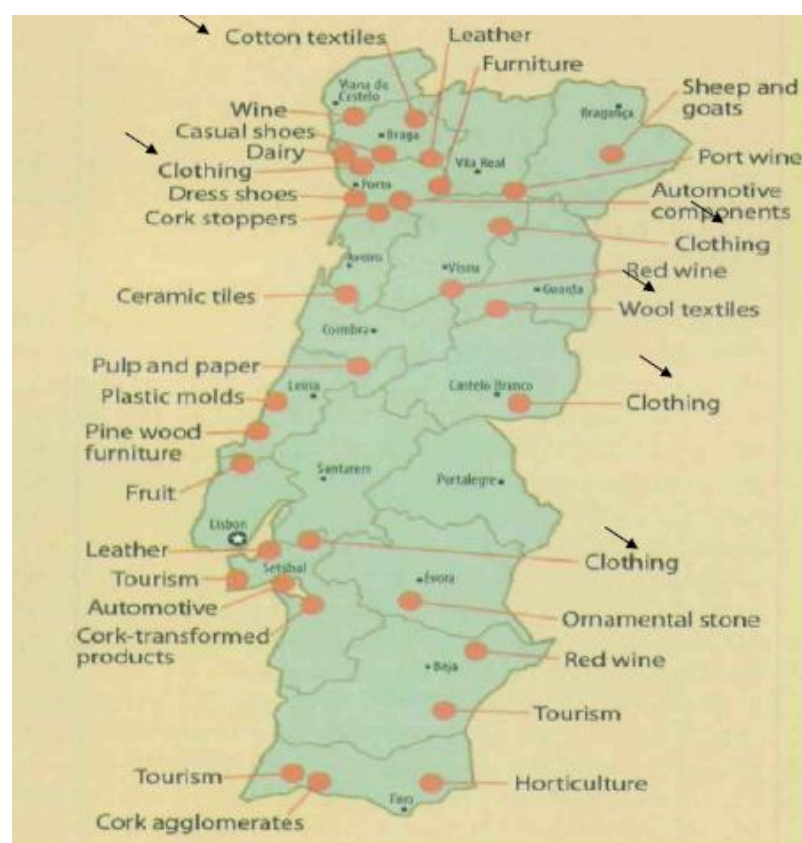 Cotton textiles
Leather
Furniture
Viana de
Castelo
Sheep and
goats
Wine
Bragança
Casual shoes
Braga
Dairy
Vila Real
Port wine
Clothing
Porto
Dress shoes
Automotive
components
Cork stoppers
Clothing
Aveiro
Viseu
Red wine
Guarda
Ceramic tiles
Wool textiles
Coimbra
Pulp and paper
Leiria
Castelo Branco
Plastic molds
Clothing
Pine wood
furniture
Santarem
Portalegre
Fruit
Lisbon
Leather
Clothing
Setubal
Tourism
Évora
Automotive
Ornamental stone
Cork-transformed
products
Beja
Red wine
Tourism
Tourism
Horticulture
Faro
Cork agglomerates